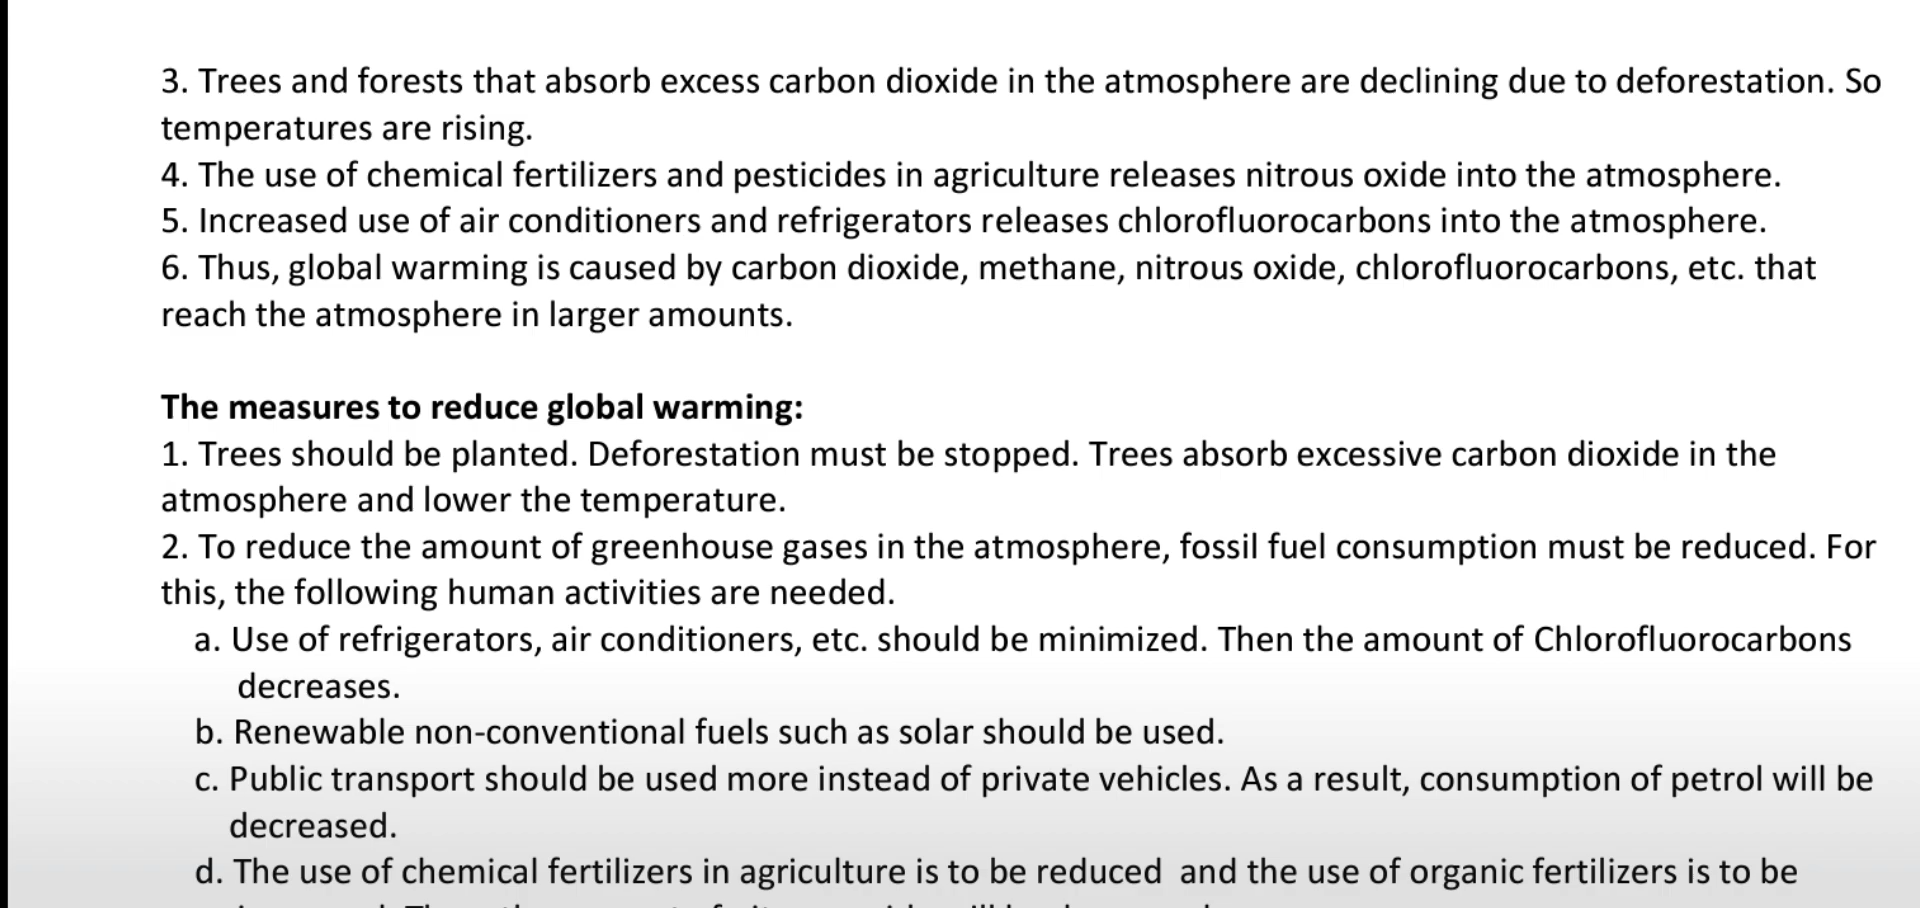 3. Trees and forests that absorb excess carbon dioxide in the atmosphere are declining due to deforestation. So
temperatures are rising.
4. The use of chemical fertilizers and pesticides in agriculture releases nitrous oxide into the atmosphere.
5. Increased use of air conditioners and refrigerators releases chlorofluorocarbons into the atmosphere.
6. Thus, global warming is caused by carbon dioxide, methane, nitrous oxide, chlorofluorocarbons, etc. that
reach the atmosphere in larger amounts.
The measures to reduce global warming:
1. Trees should be planted. Deforestation must be stopped. Trees absorb excessive carbon dioxide in the
atmosphere and lower the temperature.
2. To reduce the amount of greenhouse gases in the atmosphere, fossil fuel consumption must be reduced. For
this, the following human activities are needed.
a. Use of refrigerators, air conditioners, etc. should be minimized. Then the amount of Chlorofluorocarbons
decreases.
b. Renewable non-conventional fuels such as solar should be used.
c. Public transport should be used more instead of private vehicles. As a result, consumption of petrol will be
decreased.
d. The use of chemical fertilizers in agriculture is to be reduced  and the use of organic fertilizers is to be